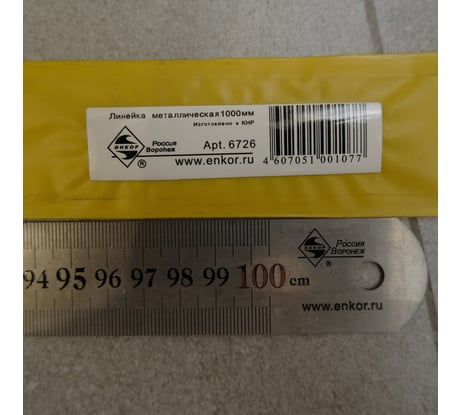 Линейка металлическая1000мм
Изготовлено в КНР
ЭНКОР
®
Россия
Воронеж
Арт. 6726
www.enkor.ru
4 607051 001077
94 95 96 97 98 99 100 cm
Россия
Воронеж
®
www.enkor.ru